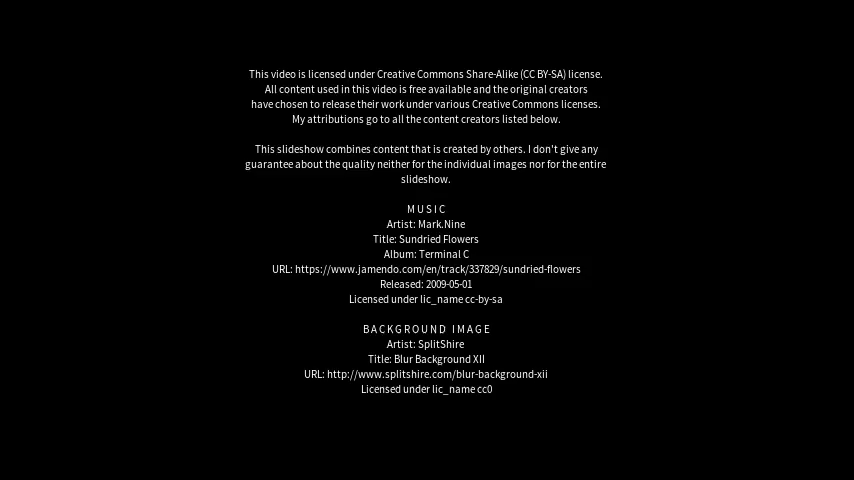 This video is licensed under Creative Commons Share-Alike (CC BY-SA) license.
All content used in this video is free available and the original creators
have chosen to release their work under various Creative Commons licenses.
My attributions go to all the content creators listed below.
This slideshow combines content that is created by others. I don't give any
guarantee about the quality neither for the individual images nor for the entire
slideshow.
MUSIC
Artist: Mark.Nine
Title: Sundried Flowers
Album: Terminal C
URL: https://www.jamendo.com/en/track/337829/sundried-flowers
Released: 2009-05-01
Licensed under lic_name cc-by-sa
BACKGROUND IMAGE
Artist: SplitShire
Title: Blur Background XII
URL: http://www.splitshire.com/blur-background-xii
Licensed under lic_name cc0